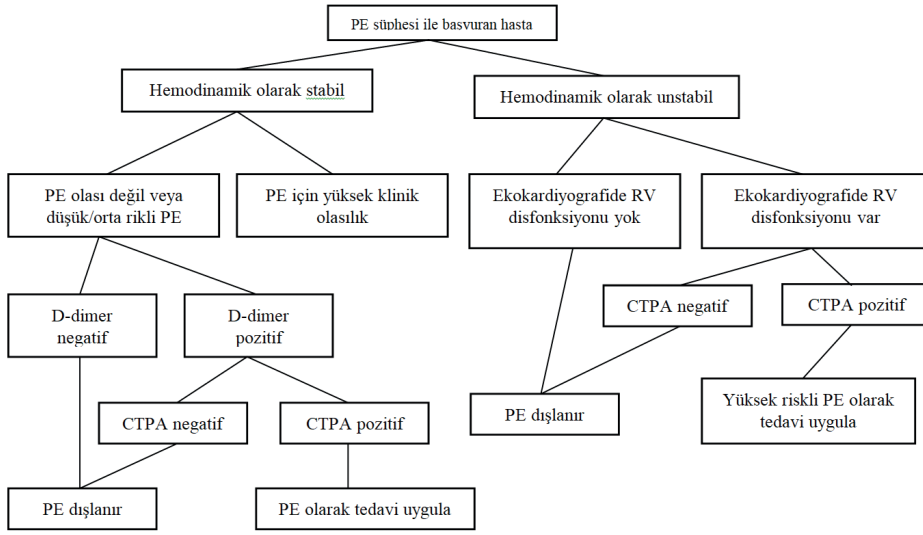 PE şüphesi ile başvuran hasta
Hemodinamik olarak stabil
Hemodinamik olarak unstabil
PE olası değil veya
düşük/orta rikli PE
PE için yüksek klinik
olasılık
Ekokardiyografide RV
disfonksiyonu yok
Ekokardiyografide RV
disfonksiyonu var
D-dimer
negatif
D-dimer
pozitif
CTPA negatif
CTPA pozitif
CTPA negatif
CTPA pozitif
PE dışlanır
Yüksek riskli PE olarak
tedavi uygula
PE dışlanır
PE olarak tedavi uygula